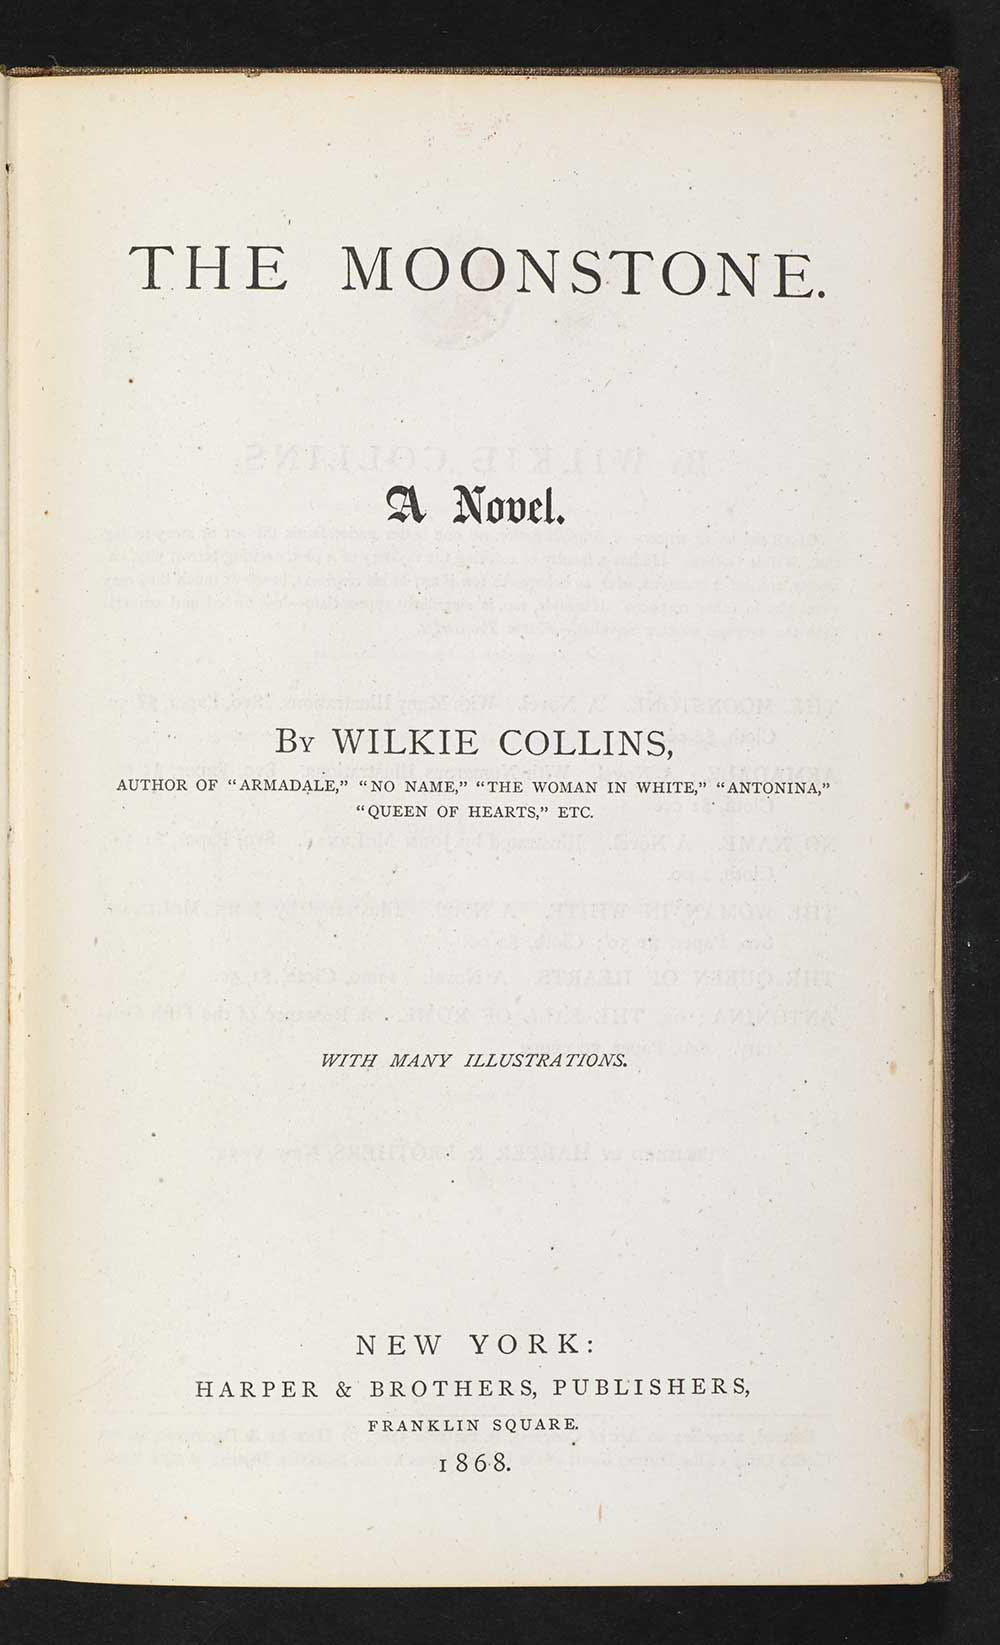 THE MOONSTONE.
A Novel.
BY WILKIE COLLINS,
AUTHOR OF “ARMADALE,” “NO NAME,” “THE WOMAN IN WHITE,” “ANTONINA,”
“QUEEN OF HEARTS,” ETC.
WITH MANY ILLUSTRATIONS.
NEW YORK:
HARPER & BROTHERS, PUBLISHERS,
FRANKLIN SQUARE.
1868.